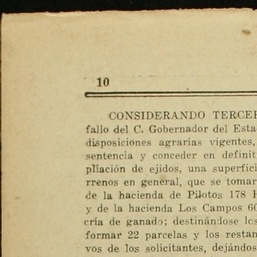 10
CONSIDERANDO TERCER
fallo del C. Gobernador del Esta
disposiciones agrarias vigentes,
sentencia y conceder en definit
pliación de ejidos, una superfici
rrenos en general, que se tomar
de la hacienda de Pilotos 178 H
y de la hacienda Los Campos 60
cría de ganado; destinándose los
formar 22 parcelas y los restan
vos de los solicitantes, dejándos